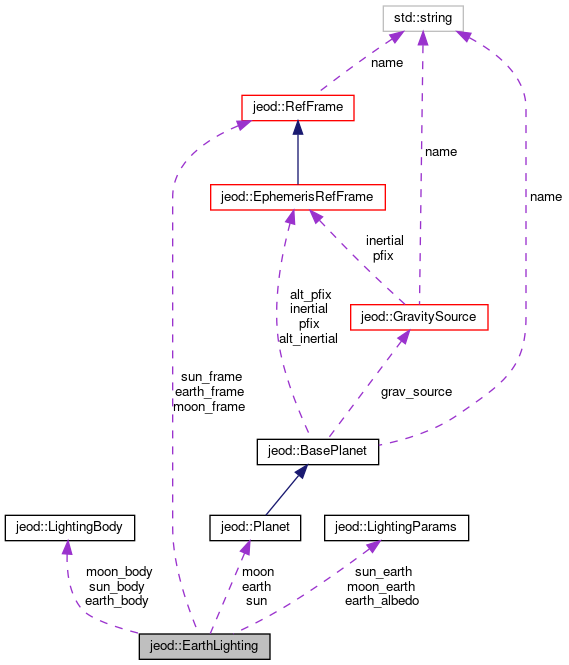 std::string
name
jeod::RefFrame
name
name
jeod::EphemerisRefFrame
inertial
pfix
alt_pfix
inertial
pfix
alt_inertial
jeod::GravitySource
sun_frame
earth_frame
moon_frame
grav_source
jeod::BasePlanet
jeod::LightingBody
jeod::Planet
jeod::LightingParams
moon_body
sun_body
earth_body
moon
earth
sun
sun_earth
moon_earth
earth_albedo
jeod::EarthLighting